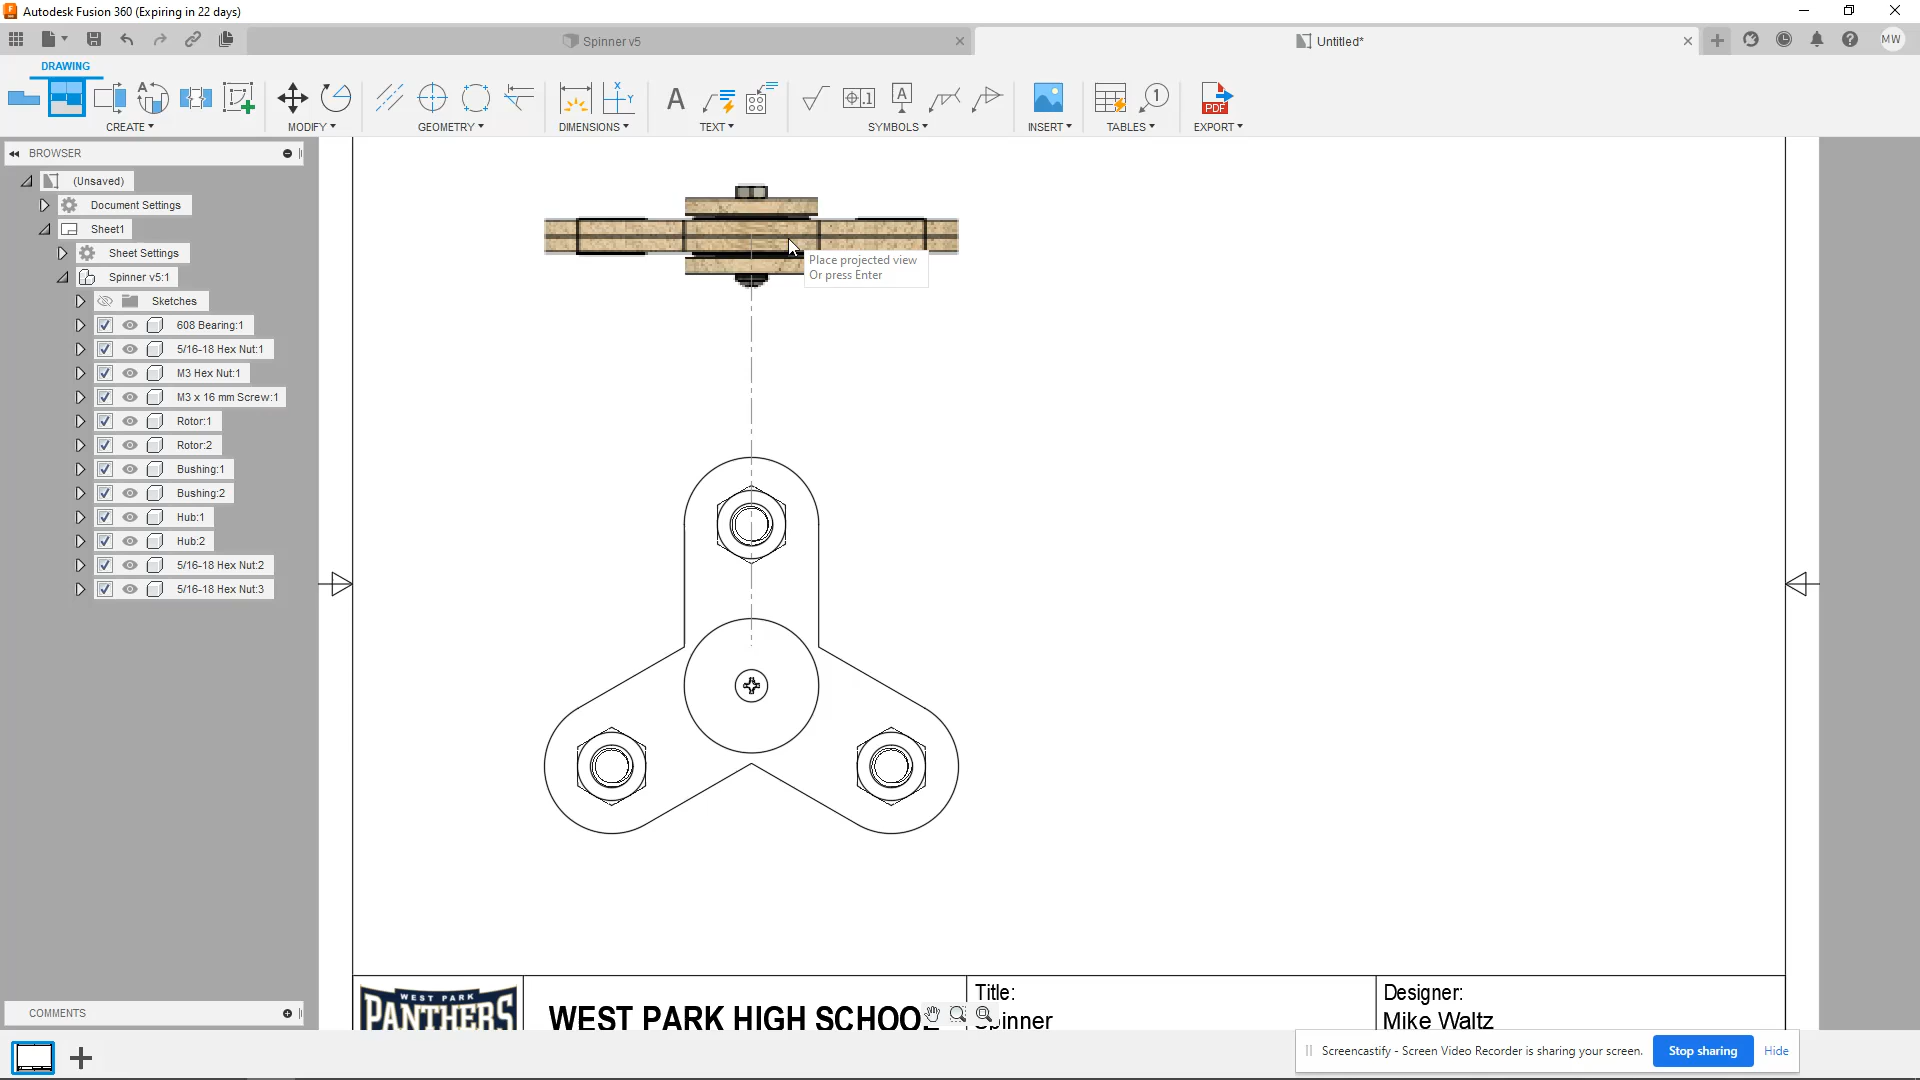 Autodesk Fusion 360 (Expiring in 22 days)
Spinner v5
Untitled*
MW
DRAWING
CREATE
MODIFY
GEOMETRY
DIMENSIONS
TEXT
SYMBOLS
INSERT
TABLES
EXPORT
BROWSER
(Unsaved)
Document Settings
Sheet1
Sheet Settings
Spinner v5:1
Sketches
608 Bearing:1
5/16-18 Hex Nut:1
M3 Hex Nut:1
M3 x 16 mm Screw:1
Rotor:1
Rotor:2
Bushing:1
Bushing:2
Hub:1
Hub:2
5/16-18 Hex Nut:2
5/16-18 Hex Nut:3
Place projected view
Or press Enter
WEST PARK
PANTHERS
WEST PARK HIGH SCHOOL
Title:
Spinner
Designer:
Mike Waltz
COMMENTS
Screencastify - Screen Video Recorder is sharing your screen.
Stop sharing
Hide